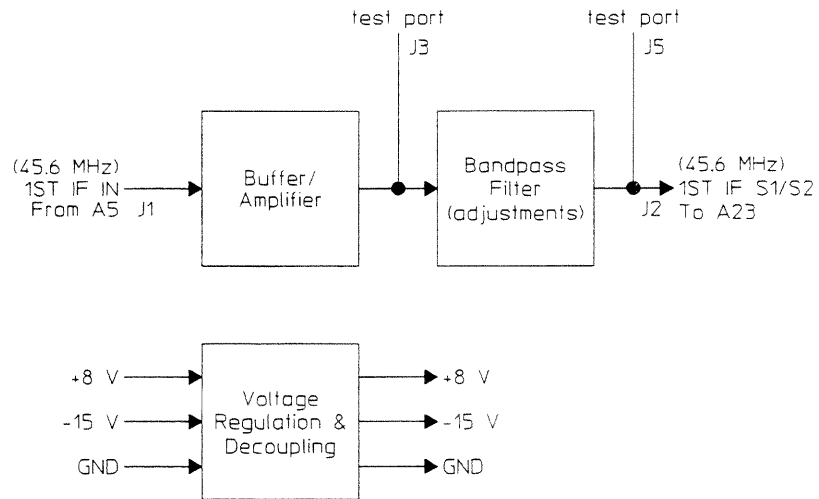 test port
J3
test port
J5
(45.6 MHz)
1ST IF IN
From A5 J1
Buffer/
Amplifier
Bandpass
Filter
(adjustments)
(45.6 MHz)
1ST IF S1/S2
J2 To A23
+8 V
-15 V
GND
Voltage
Regulation &
Decoupling
+8 V
-15 V
GND